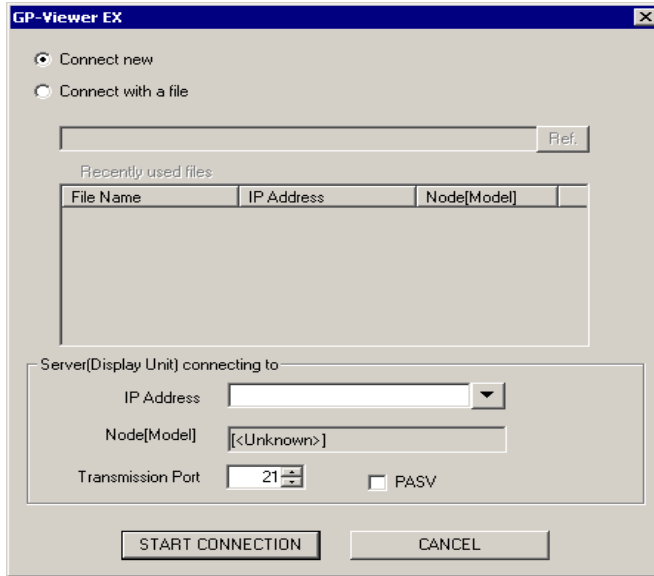 GP-Viewer EX
Connect new
Connect with a file
Ref.
Recently used files
File Name IP Address Node[Model]
Server(Display Unit) connecting to
IP Address
Node[Model] [<Unknown>]
Transmission Port 21 PASV
START CONNECTION CANCEL